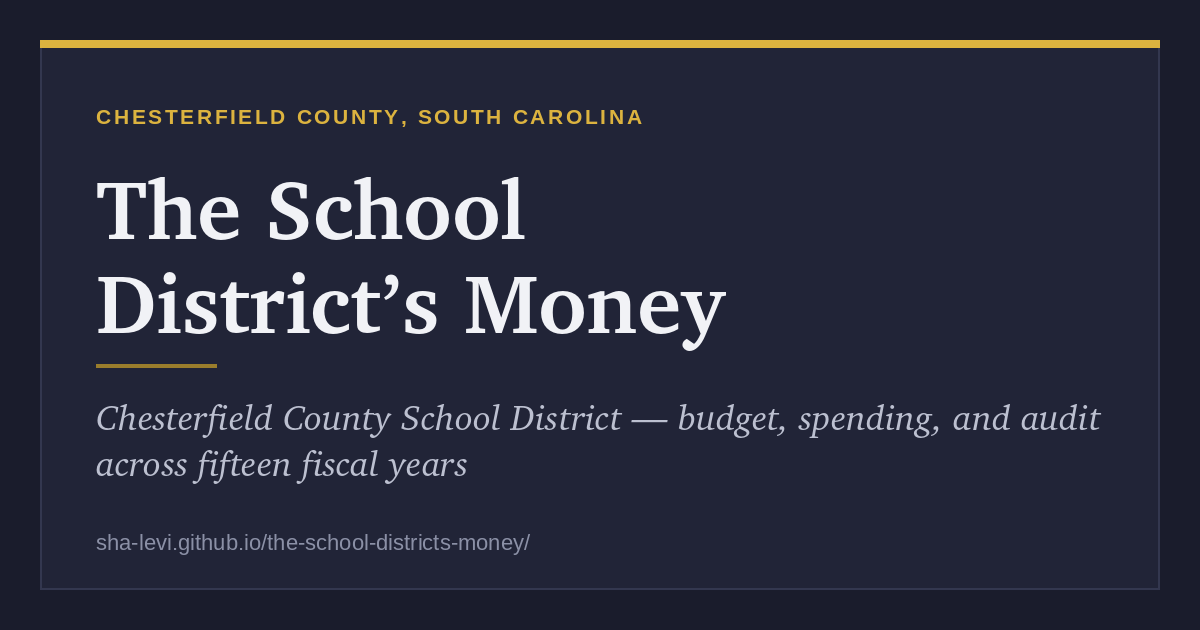 CHESTERFIELD COUNTY, SOUTH CAROLINA
The School
District’s Money
Chesterfield County School District — budget, spending, and audit
across fifteen fiscal years
sha-levi.github.io/the-school-districts-money/